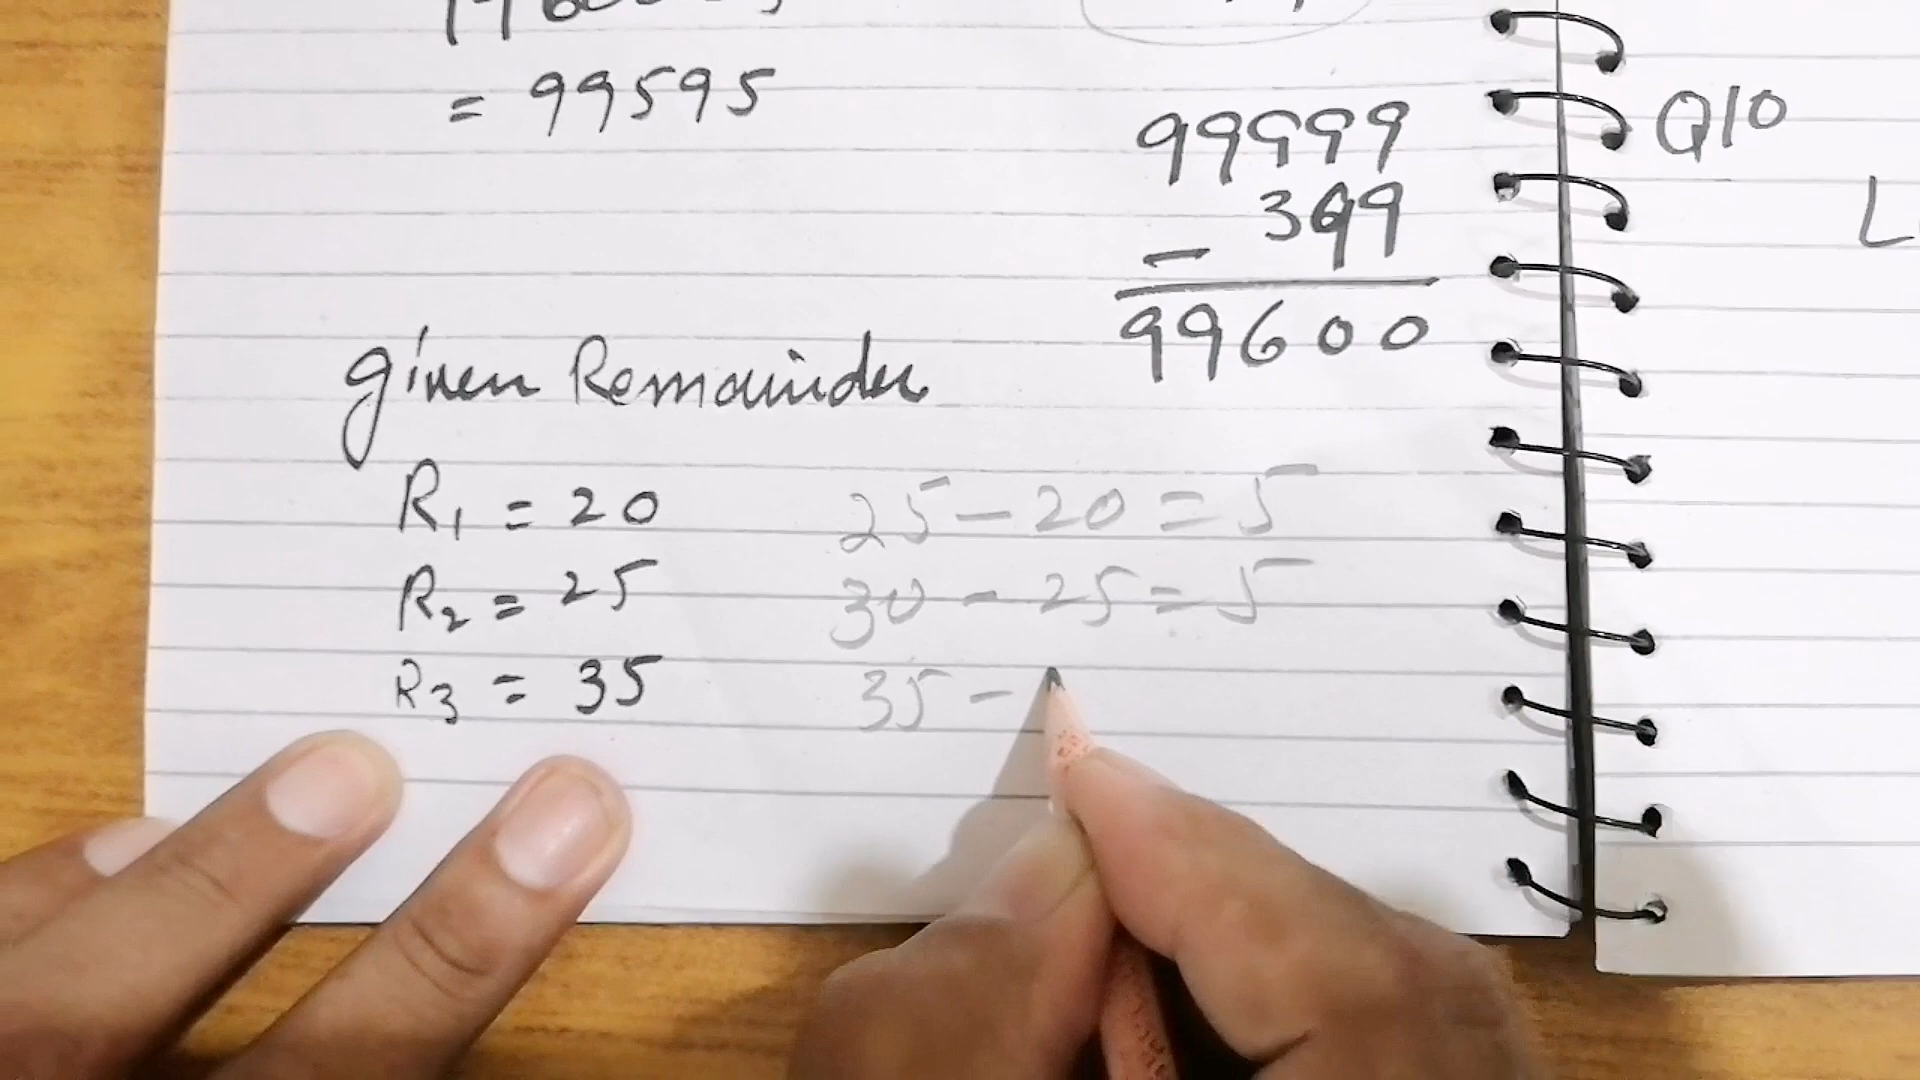 = 99595
99999
- 399
99600
given Remainder
R1 = 20
25 - 20 = 5
R2 = 25
30 - 25 = 5
R3 = 35
35 -
Q10